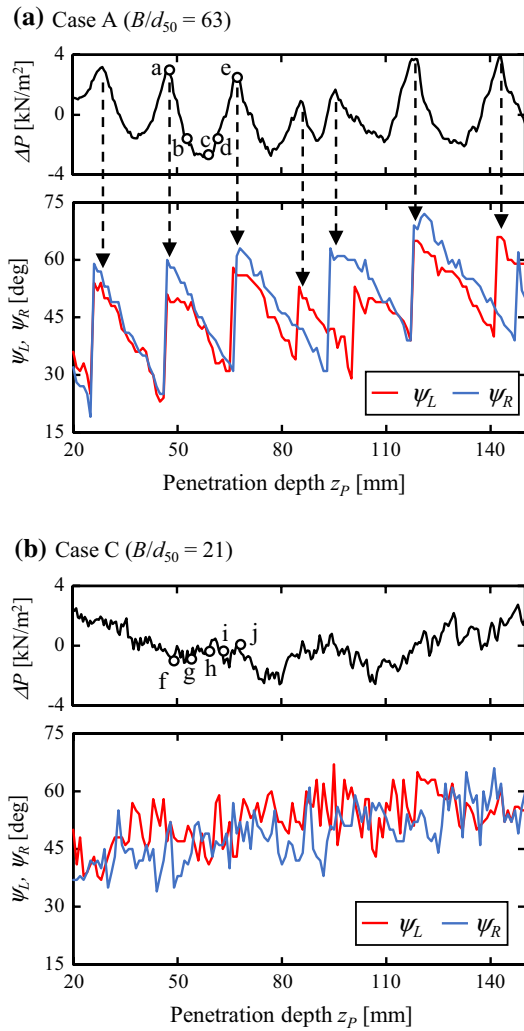 (a) Case A (B/d50 = 63)
ΔP [kN/m²]
4
0
-4
a
b
c
d
e
ψL, ψR [deg]
75
60
45
30
15
ψL ψR
20 50 80 110 140
Penetration depth zP [mm]
(b) Case C (B/d50 = 21)
ΔP [kN/m²]
4
0
-4
f
g
h
i
j
ψL, ψR [deg]
75
60
45
30
15
ψL ψR
20 50 80 110 140
Penetration depth zP [mm]